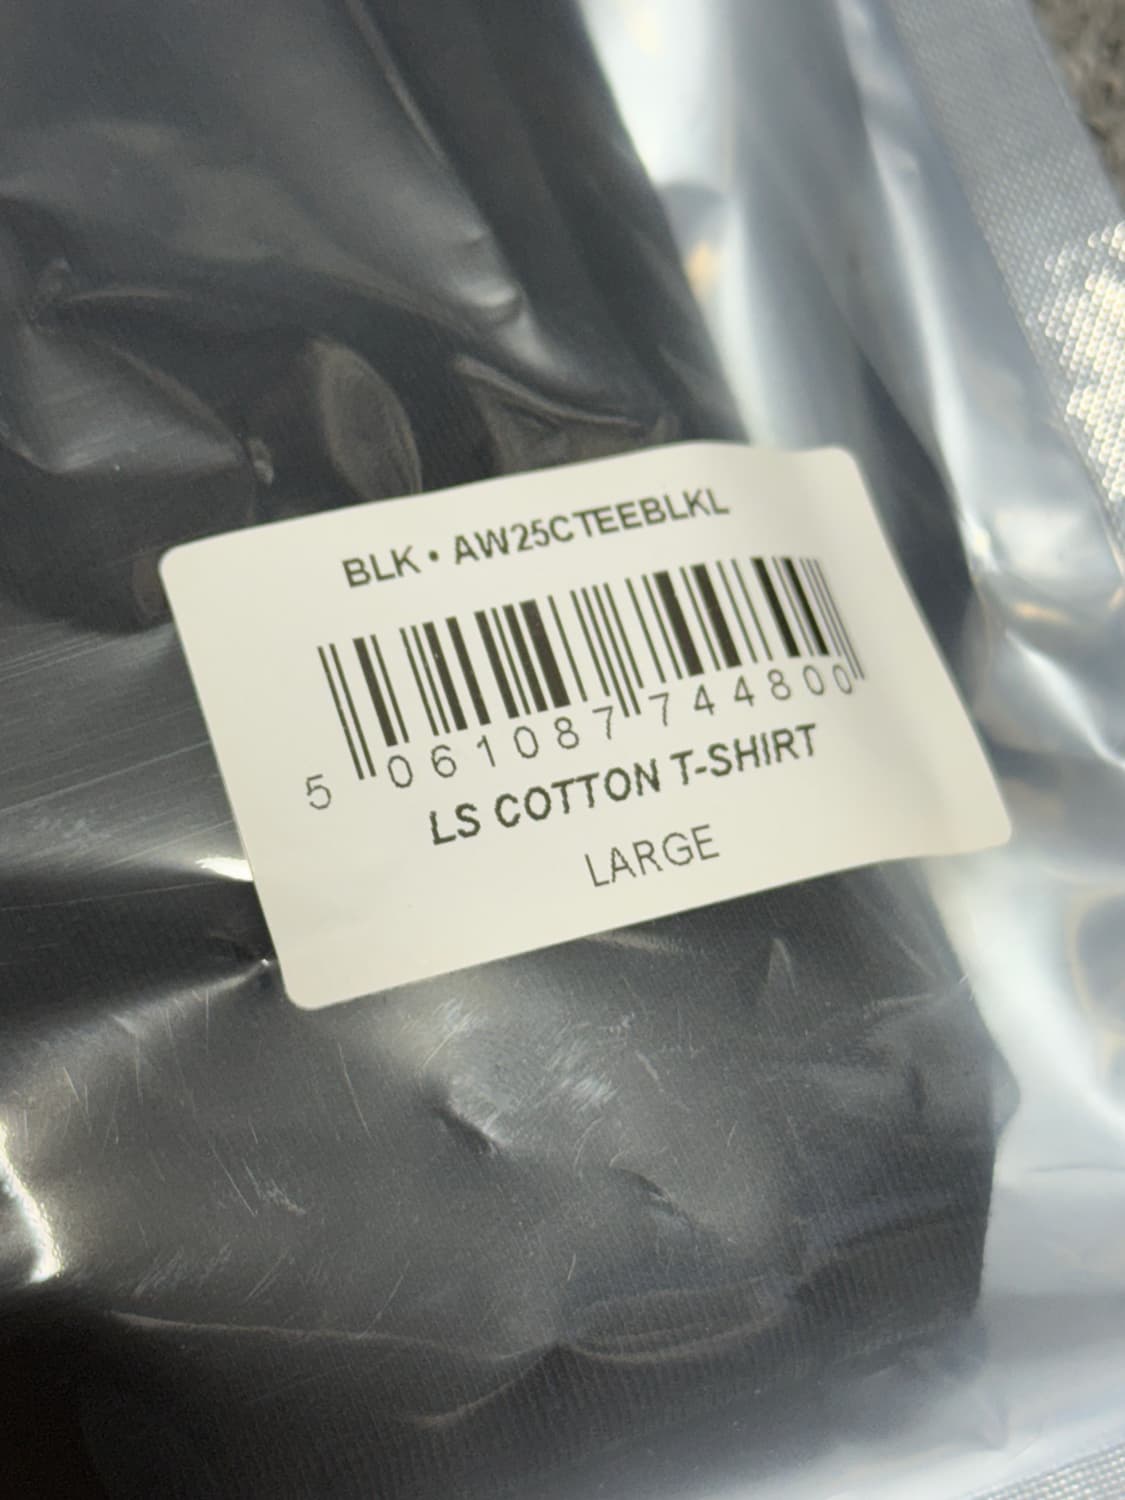 BLK • AW25CTEEBLKL
5 061087 744800
LS COTTON T-SHIRT
LARGE